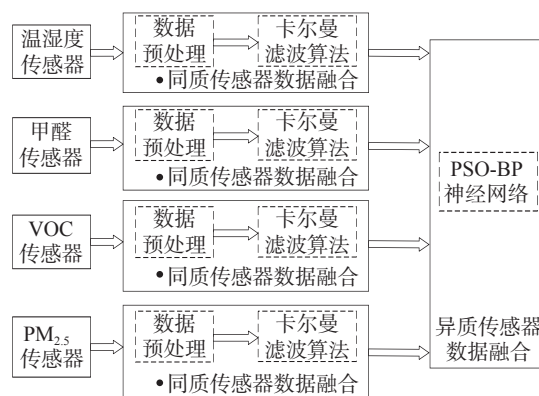 温湿度
传感器
数据
预处理
卡尔曼
滤波算法
•同质传感器数据融合
甲醛
传感器
数据
预处理
卡尔曼
滤波算法
•同质传感器数据融合
VOC
传感器
数据
预处理
卡尔曼
滤波算法
•同质传感器数据融合
PM2.5
传感器
数据
预处理
卡尔曼
滤波算法
•同质传感器数据融合
PSO-BP
神经网络
异质传感器
数据融合